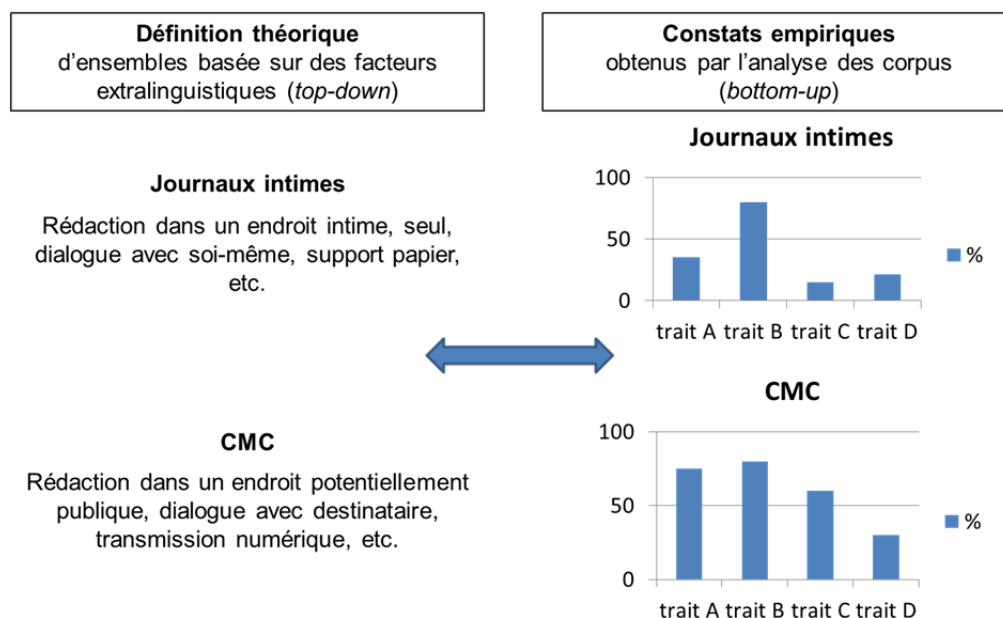 Définition théorique
d’ensembles basée sur des facteurs
extralinguistiques (top-down)
Constats empiriques
obtenus par l’analyse des corpus
(bottom-up)
Journaux intimes
Rédaction dans un endroit intime, seul,
dialogue avec soi-même, support papier,
etc.
Journaux intimes
100
50
0
trait A trait B trait C trait D
%
CMC
Rédaction dans un endroit potentiellement
publique, dialogue avec destinataire,
transmission numérique, etc.
CMC
100
50
0
trait A trait B trait C trait D
%